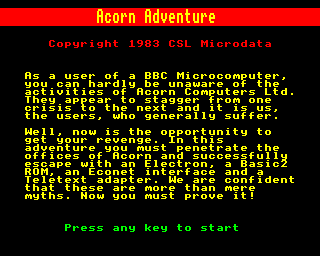 Acorn Adventure
Copyright 1983 CSL Microdata
As a user of a BBC Microcomputer,
you can hardly be unaware of the
activities of Acorn Computers Ltd.
They appear to stagger from one
crisis to the next and it is us,
the users, who generally suffer.
Well, now is the opportunity to
get your revenge. In this
adventure you must penetrate the
offices of Acorn and successfully
escape with an Electron, a Basic2
ROM, an Econet interface and a
Teletext adapter. We are confident
that these are more than mere
myths. Now you must prove it!
Press any key to start